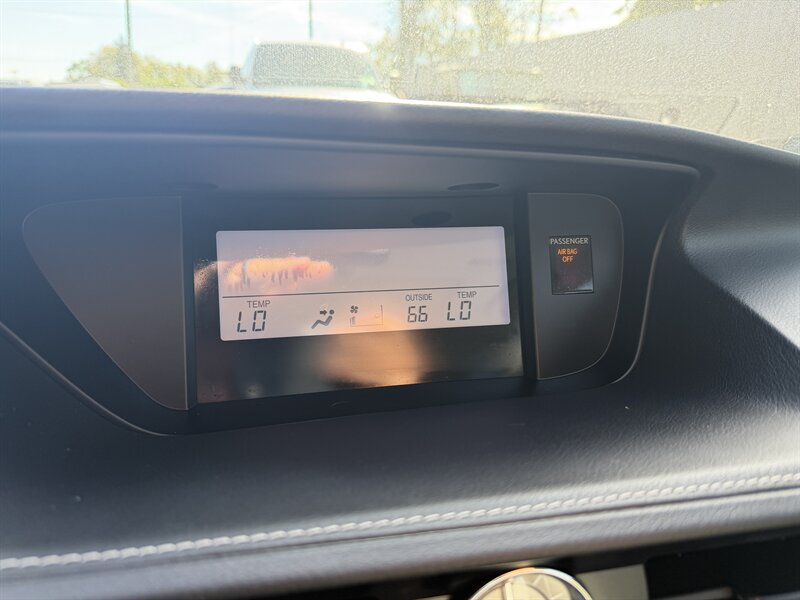 PASSENGER
AIR BAG
OFF
TEMP OUTSIDE TEMP
LO 66 LO